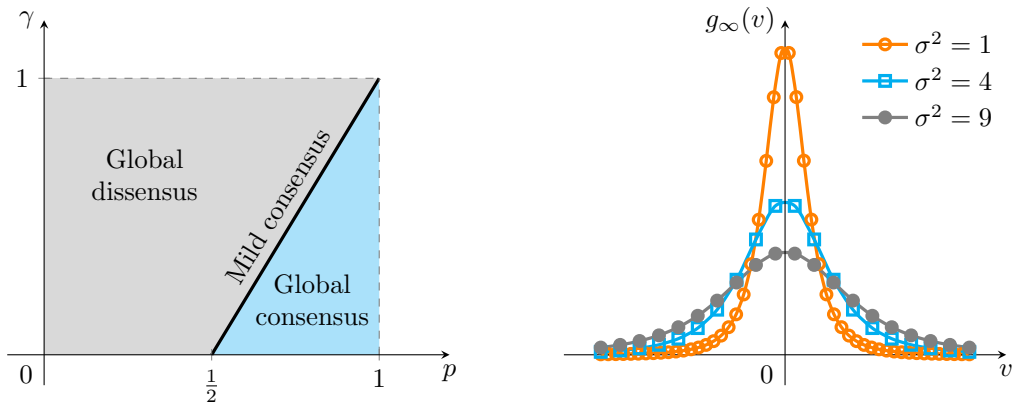 γ
1
Global
dissensus
Mild consensus
Global
consensus
0
1/2
1
p
g∞(v)
σ² = 1
σ² = 4
σ² = 9
0
v